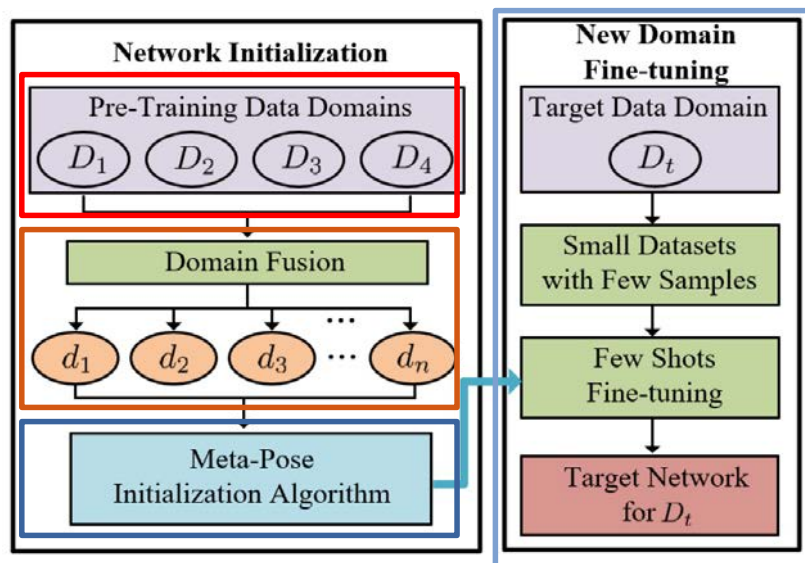 Network Initialization
Pre-Training Data Domains
D₁ D₂ D₃ D₄
Domain Fusion
...
d₁ d₂ d₃ ... dₙ
Meta-Pose
Initialization Algorithm
New Domain
Fine-tuning
Target Data Domain
Dₜ
Small Datasets
with Few Samples
Few Shots
Fine-tuning
Target Network
for Dₜ